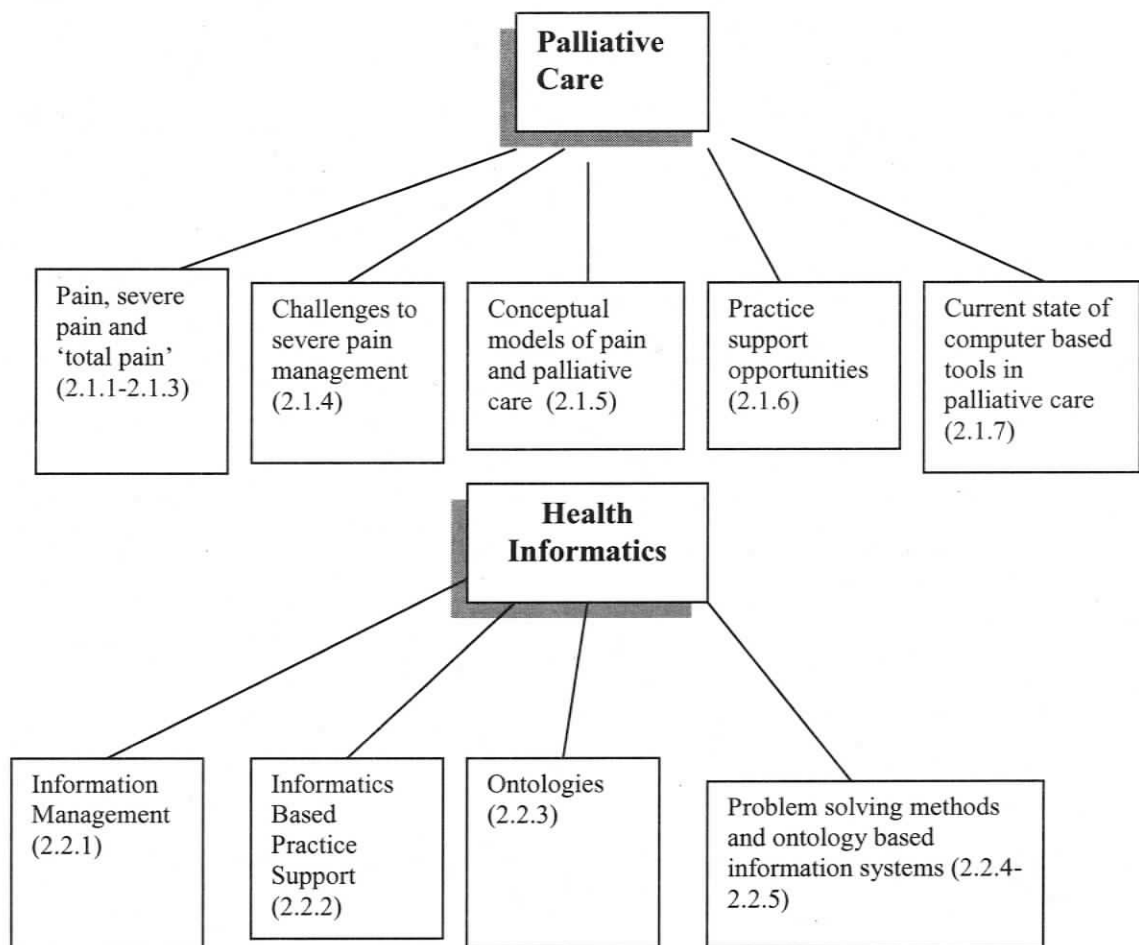 Palliative
Care
Pain, severe
pain and
‘total pain’
(2.1.1-2.1.3)
Challenges to
severe pain
management
(2.1.4)
Conceptual
models of pain
and palliative
care (2.1.5)
Practice
support
opportunities
(2.1.6)
Current state of
computer based
tools in
palliative care
(2.1.7)
Health
Informatics
Information
Management
(2.2.1)
Informatics
Based
Practice
Support
(2.2.2)
Ontologies
(2.2.3)
Problem solving methods
and ontology based
information systems (2.2.4-
2.2.5)